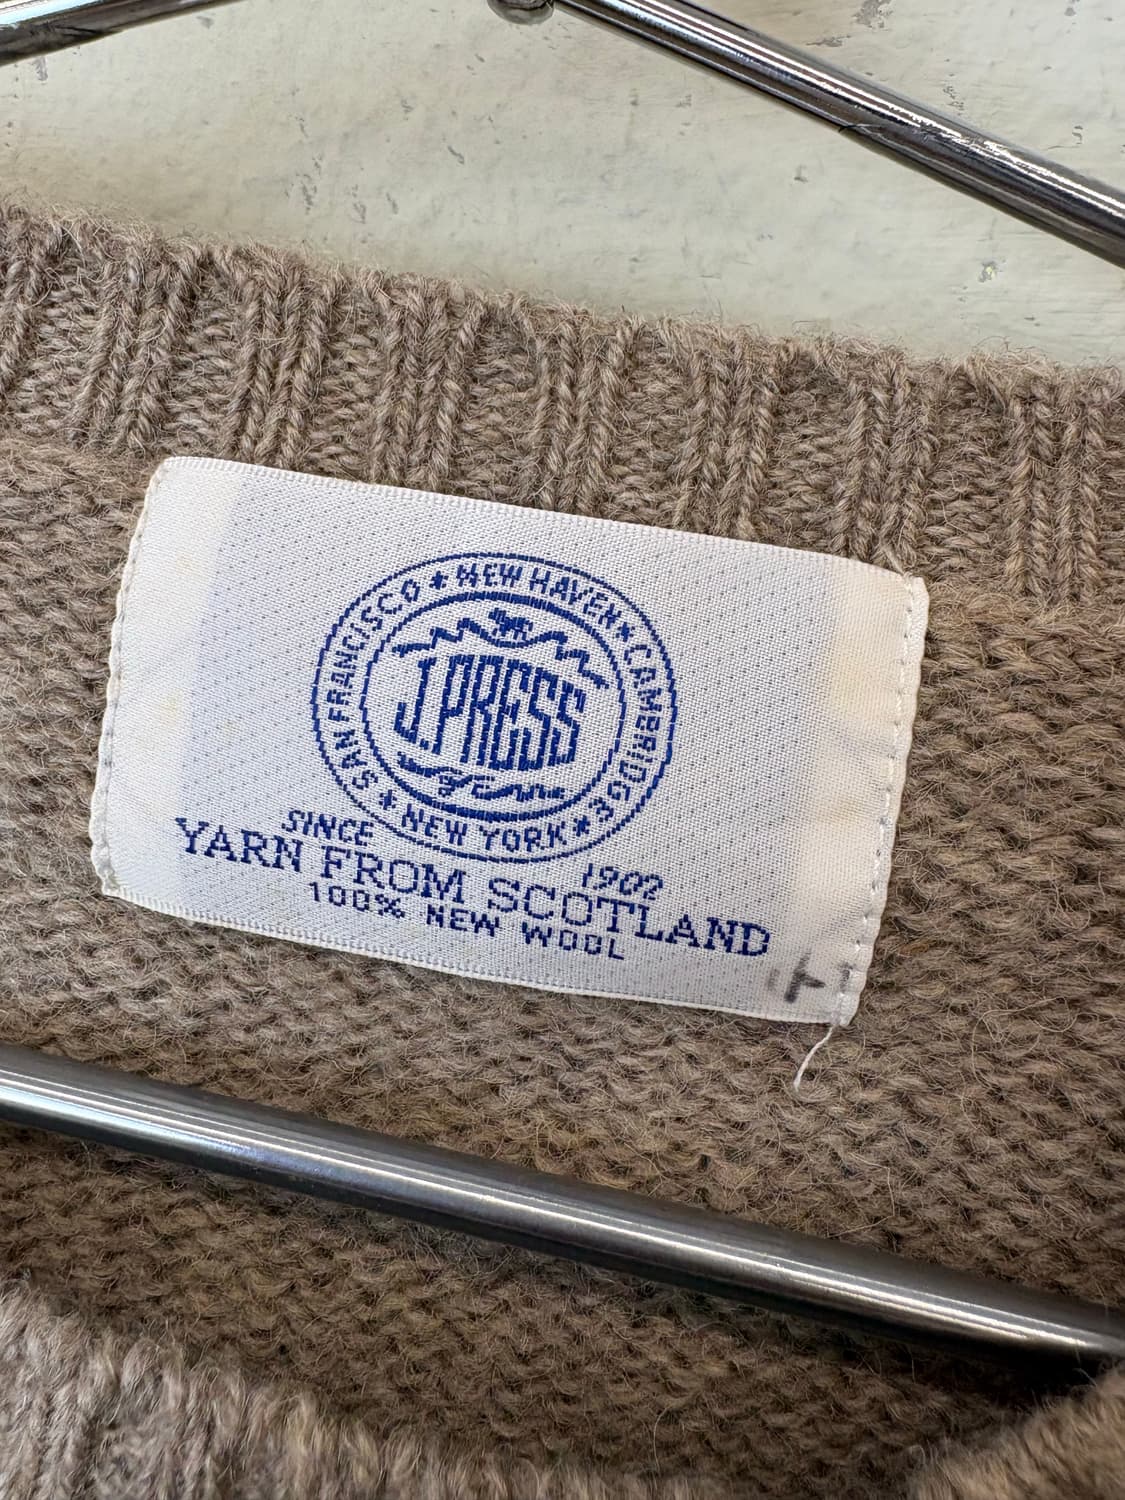 SAN FRANCISCO * NEW HAVEN * CAMBRIDGE * NEW YORK *
J.PRESS
SINCE 1902
YARN FROM SCOTLAND
100% NEW WOOL